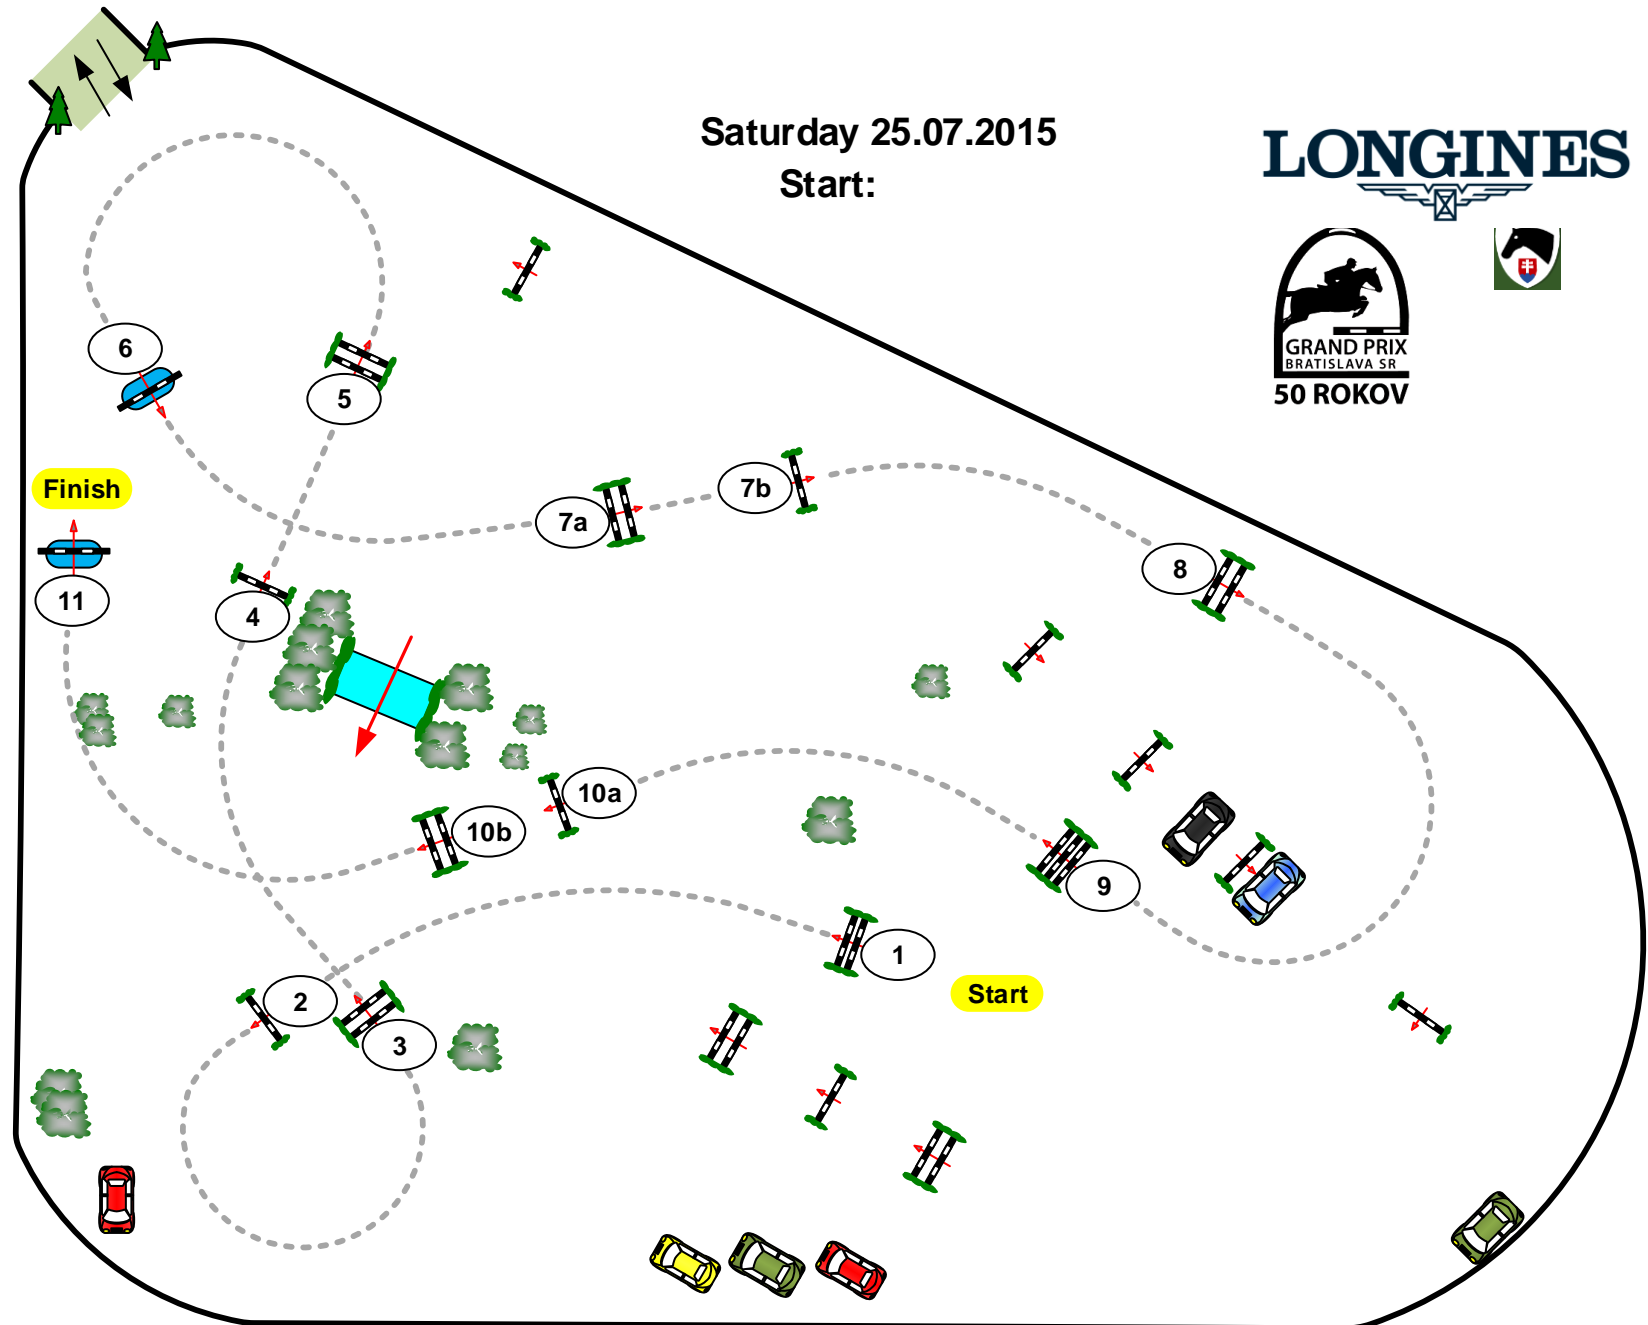 Saturday 25.07.2015
Start:
LONGINES
GRAND PRIX
BRATISLAVA SR
50 ROKOV
6
5
Finish
7a
7b
8
11
4
10a
10b
9
1
Start
2
3